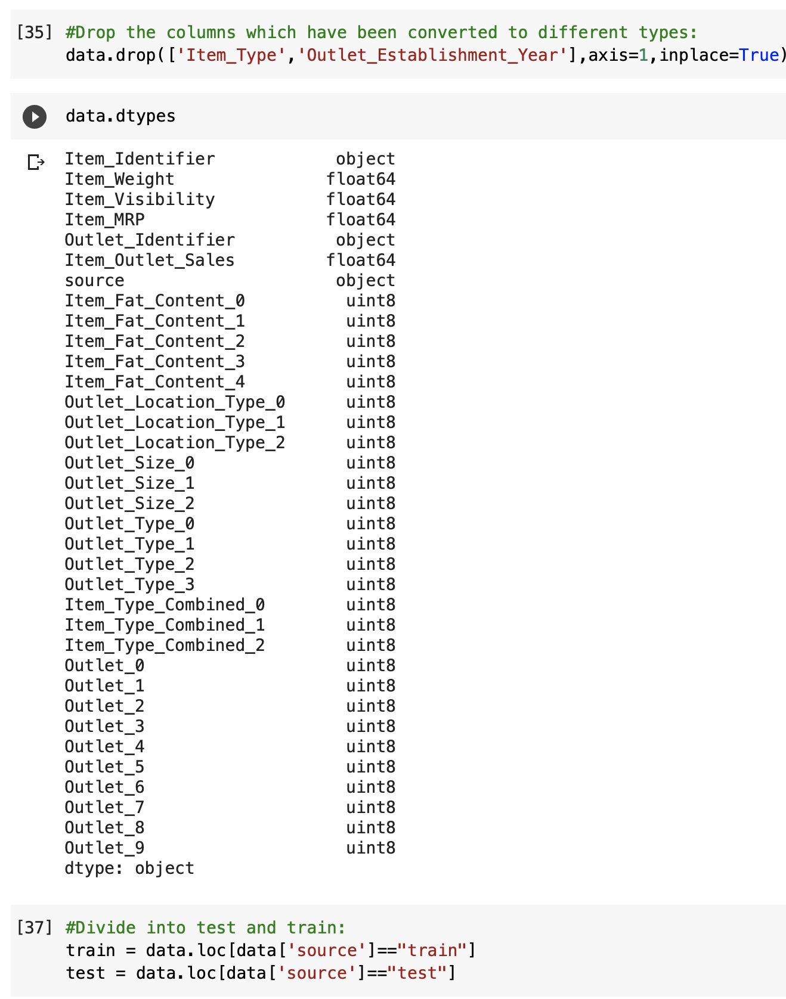 [35] #Drop the columns which have been converted to different types:
data.drop(['Item_Type','Outlet_Establishment_Year'],axis=1,inplace=True)
data.dtypes
Item_Identifier object
Item_Weight float64
Item_Visibility float64
Item_MRP float64
Outlet_Identifier object
Item_Outlet_Sales float64
source object
Item_Fat_Content_0 uint8
Item_Fat_Content_1 uint8
Item_Fat_Content_2 uint8
Item_Fat_Content_3 uint8
Item_Fat_Content_4 uint8
Outlet_Location_Type_0 uint8
Outlet_Location_Type_1 uint8
Outlet_Location_Type_2 uint8
Outlet_Size_0 uint8
Outlet_Size_1 uint8
Outlet_Size_2 uint8
Outlet_Type_0 uint8
Outlet_Type_1 uint8
Outlet_Type_2 uint8
Outlet_Type_3 uint8
Item_Type_Combined_0 uint8
Item_Type_Combined_1 uint8
Item_Type_Combined_2 uint8
Outlet_0 uint8
Outlet_1 uint8
Outlet_2 uint8
Outlet_3 uint8
Outlet_4 uint8
Outlet_5 uint8
Outlet_6 uint8
Outlet_7 uint8
Outlet_8 uint8
Outlet_9 uint8
dtype: object
[37] #Divide into test and train:
train = data.loc[data['source']=="train"]
test = data.loc[data['source']=="test"]